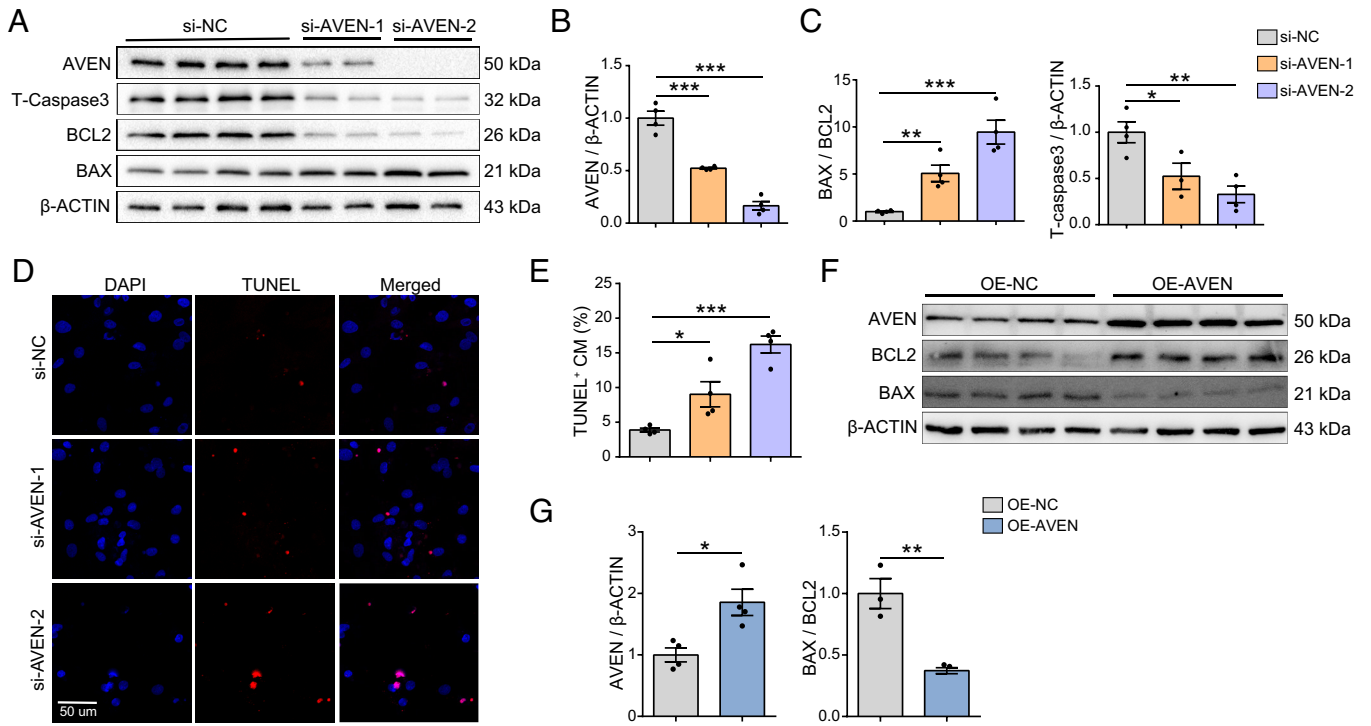 A
si-NC si-AVEN-1 si-AVEN-2
AVEN 50 kDa
T-Caspase3 32 kDa
BCL2 26 kDa
BAX 21 kDa
β-ACTIN 43 kDa
B
AVEN / β-ACTIN
1.5
1.0
0.5
0.0
***
***
C
BAX / BCL2
15
10
5
0
***
**
T-caspase3 / β-ACTIN
1.5
1.0
0.5
0.0
**
*
si-NC
si-AVEN-1
si-AVEN-2
D
DAPI TUNEL Merged
si-NC
si-AVEN-1
si-AVEN-2
50 um
E
TUNEL⁺ CM (%)
25
20
15
10
5
0
***
*
F
OE-NC OE-AVEN
AVEN 50 kDa
BCL2 26 kDa
BAX 21 kDa
β-ACTIN 43 kDa
G
AVEN / β-ACTIN
3
2
1
0
*
OE-NC
OE-AVEN
BAX / BCL2
1.5
1.0
0.5
0.0
**